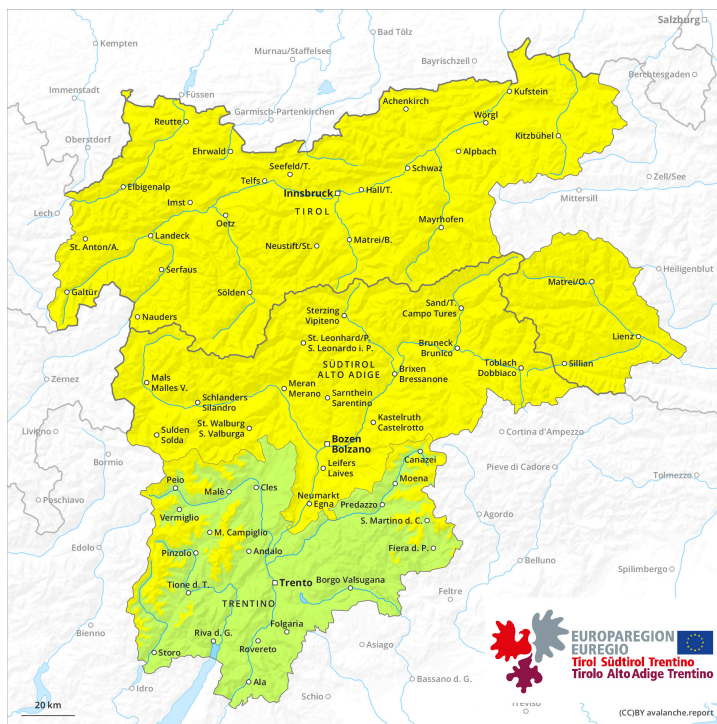 Salzburg
Kempten
Bad Tölz
Murnau/Staffelsee
Bayrischzell
Berchtesgaden
Immenstadt
Füssen
Garmisch-Partenkirchen
Achenkirch
Kufstein
Reutte
Wörgl
Oberstdorf
Kitzbühel
Ehrwald
Alpbach
Seefeld/T.
Schwaz
Zell/See
Telfs
Elbigenalp
Innsbruck
Hall/T.
Mittersill
Imst
TIROL
Lech
Oetz
Mayrhofen
Landeck
St. Anton/A.
Neustift/St.
Matrei/B.
Serfaus
Heiligenblut
Galtür
Sölden
Matrei/O.
Nauders
Sterzing
Vipiteno
Sand/T.
Campo Tures
Lienz
St. Leonhard/P.
S. Leonardo i. P.
Bruneck
Brunico
SÜDTIROL
ALTO ADIGE
Toblach
Dobbiaco
Sillian
Brixen
Bressanone
Zernez
Mals
Malles V.
Meran
Merano
Schlanders
Silandro
Sarnthein
Sarentino
Kastelruth
Castelrotto
Livigno
Sulden
Solda
St. Walburg
S. Valburga
Bozen
Bolzano
Cortina d'Ampezzo
Bormio
Canazei
Leifers
Laives
Pieve di Cadore
Tolmezzo
Peio
Moena
Poschiavo
Malè
Cles
Neumarkt
Egna
Predazzo
Vermiglio
Agordo
S. Martino d. C.
M. Campiglio
Edolo
Pinzolo
Andalo
Fiera d. P.
Belluno
Spilimbergo
Tione d. T.
Trento
Borgo Valsugana
Feltre
TRENTINO
Bienno
Folgaria
Riva d. G.
Rovereto
Storo
Asiago
Ala
Bassano d. G.
Idro
Schio
Treviso
EUROPAREGION
EUREGIO
Tirol Südtirol Trentino
Tirolo Alto Adige Trentino
20 km
(CC)BY avalanche.report